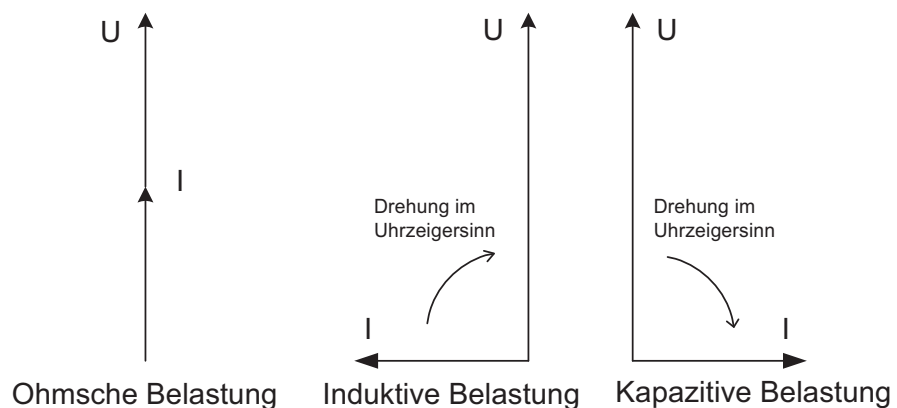 U
I
Ohmsche Belastung
U
Drehung im
Uhrzeigersinn
I
Induktive Belastung
U
Drehung im
Uhrzeigersinn
I
Kapazitive Belastung